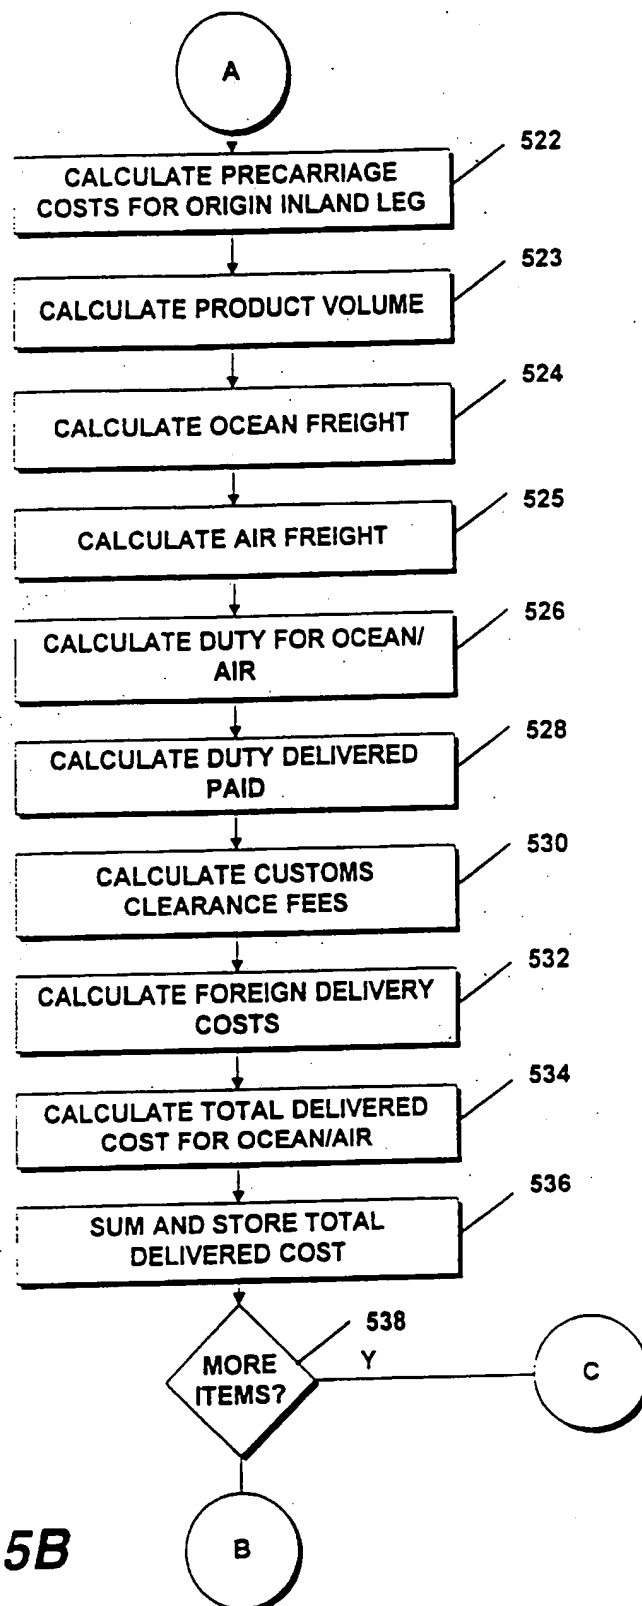 A
522
CALCULATE PRECARRIAGE
COSTS FOR ORIGIN INLAND LEG
523
CALCULATE PRODUCT VOLUME
524
CALCULATE OCEAN FREIGHT
525
CALCULATE AIR FREIGHT
526
CALCULATE DUTY FOR OCEAN/
AIR
528
CALCULATE DUTY DELIVERED
PAID
530
CALCULATE CUSTOMS
CLEARANCE FEES
532
CALCULATE FOREIGN DELIVERY
COSTS
534
CALCULATE TOTAL DELIVERED
COST FOR OCEAN/AIR
536
SUM AND STORE TOTAL
DELIVERED COST
538
MORE
ITEMS?
Y
C
B
5B